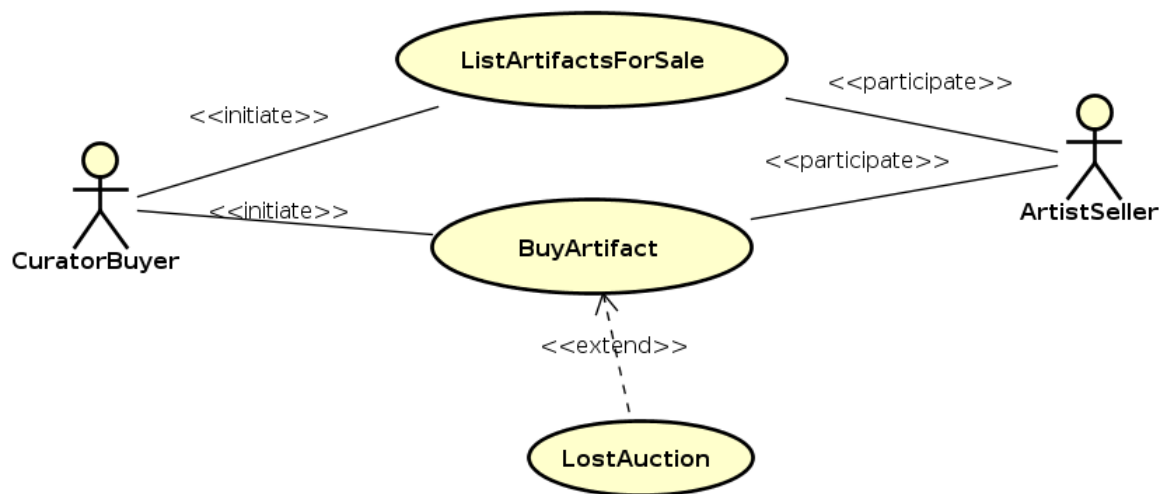 ListArtifactsForSale
<<participate>>
<<initiate>>
<<participate>>
ArtistSeller
<<initiate>>
BuyArtifact
CuratorBuyer
<<extend>>
LostAuction